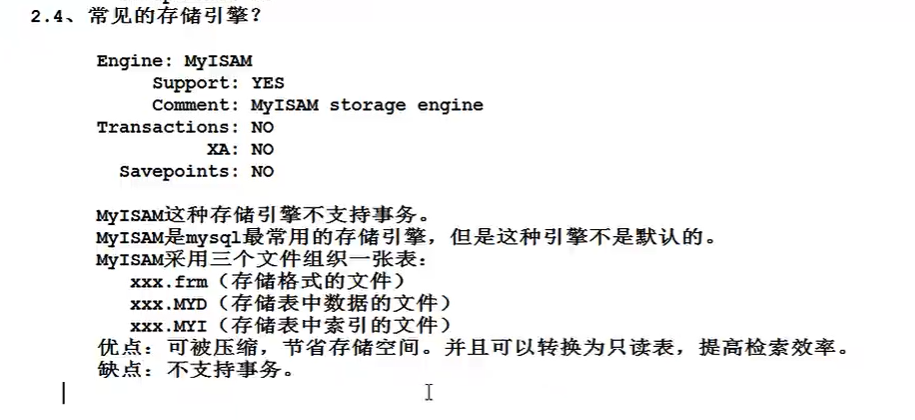 2.4、常见的存储引擎？
Engine: MyISAM
Support: YES
Comment: MyISAM storage engine
Transactions: NO
XA: NO
Savepoints: NO
MyISAM这种存储引擎不支持事务。
MyISAM是mysql最常用的存储引擎，但是这种引擎不是默认的。
MyISAM采用三个文件组织一张表：
xxx.frm（存储格式的文件）
xxx.MYD（存储表中数据的文件）
xxx.MYI（存储表中索引的文件）
优点：可被压缩，节省存储空间。并且可以转换为只读表，提高检索效率。
缺点：不支持事务。